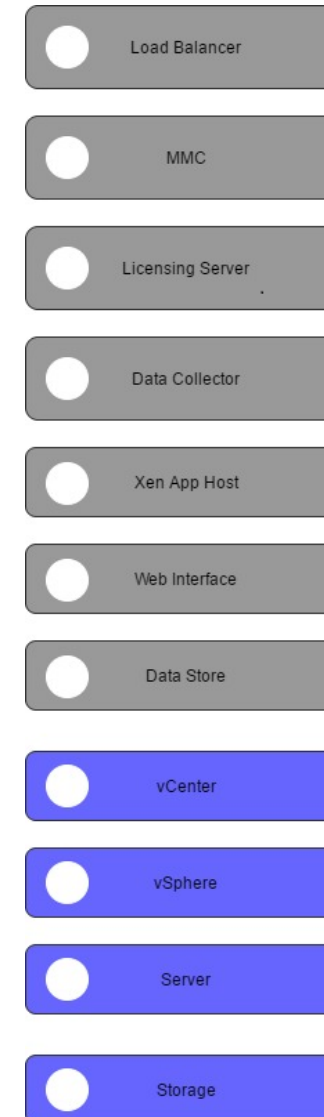 Load Balancer
MMC
Licensing Server
Data Collector
Xen App Host
Web Interface
Data Store
vCenter
vSphere
Server
Storage